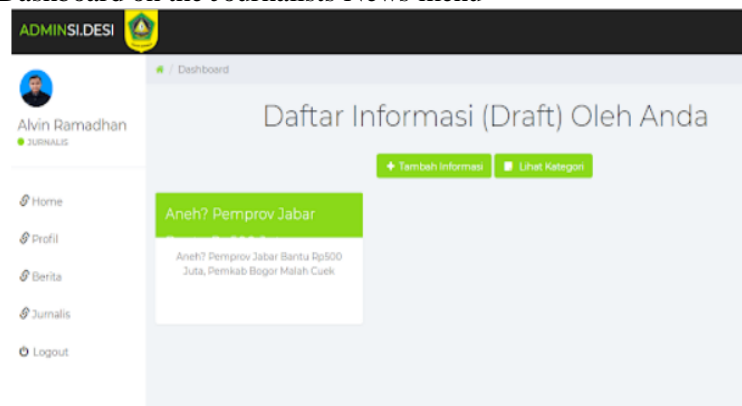 Dashboard on the Journalists News menu
ADMINSI.DESI
/ Dashboard
Alvin Ramadhan
JURNALIS
Daftar Informasi (Draft) Oleh Anda
+ Tambah Informasi
Lihat Kategori
Home
Profil
Berita
Jurnalis
Logout
Aneh? Pemprov Jabar
Aneh? Pemprov Jabar Bantu Rp500
Juta, Pemkab Bogor Malah Cuek